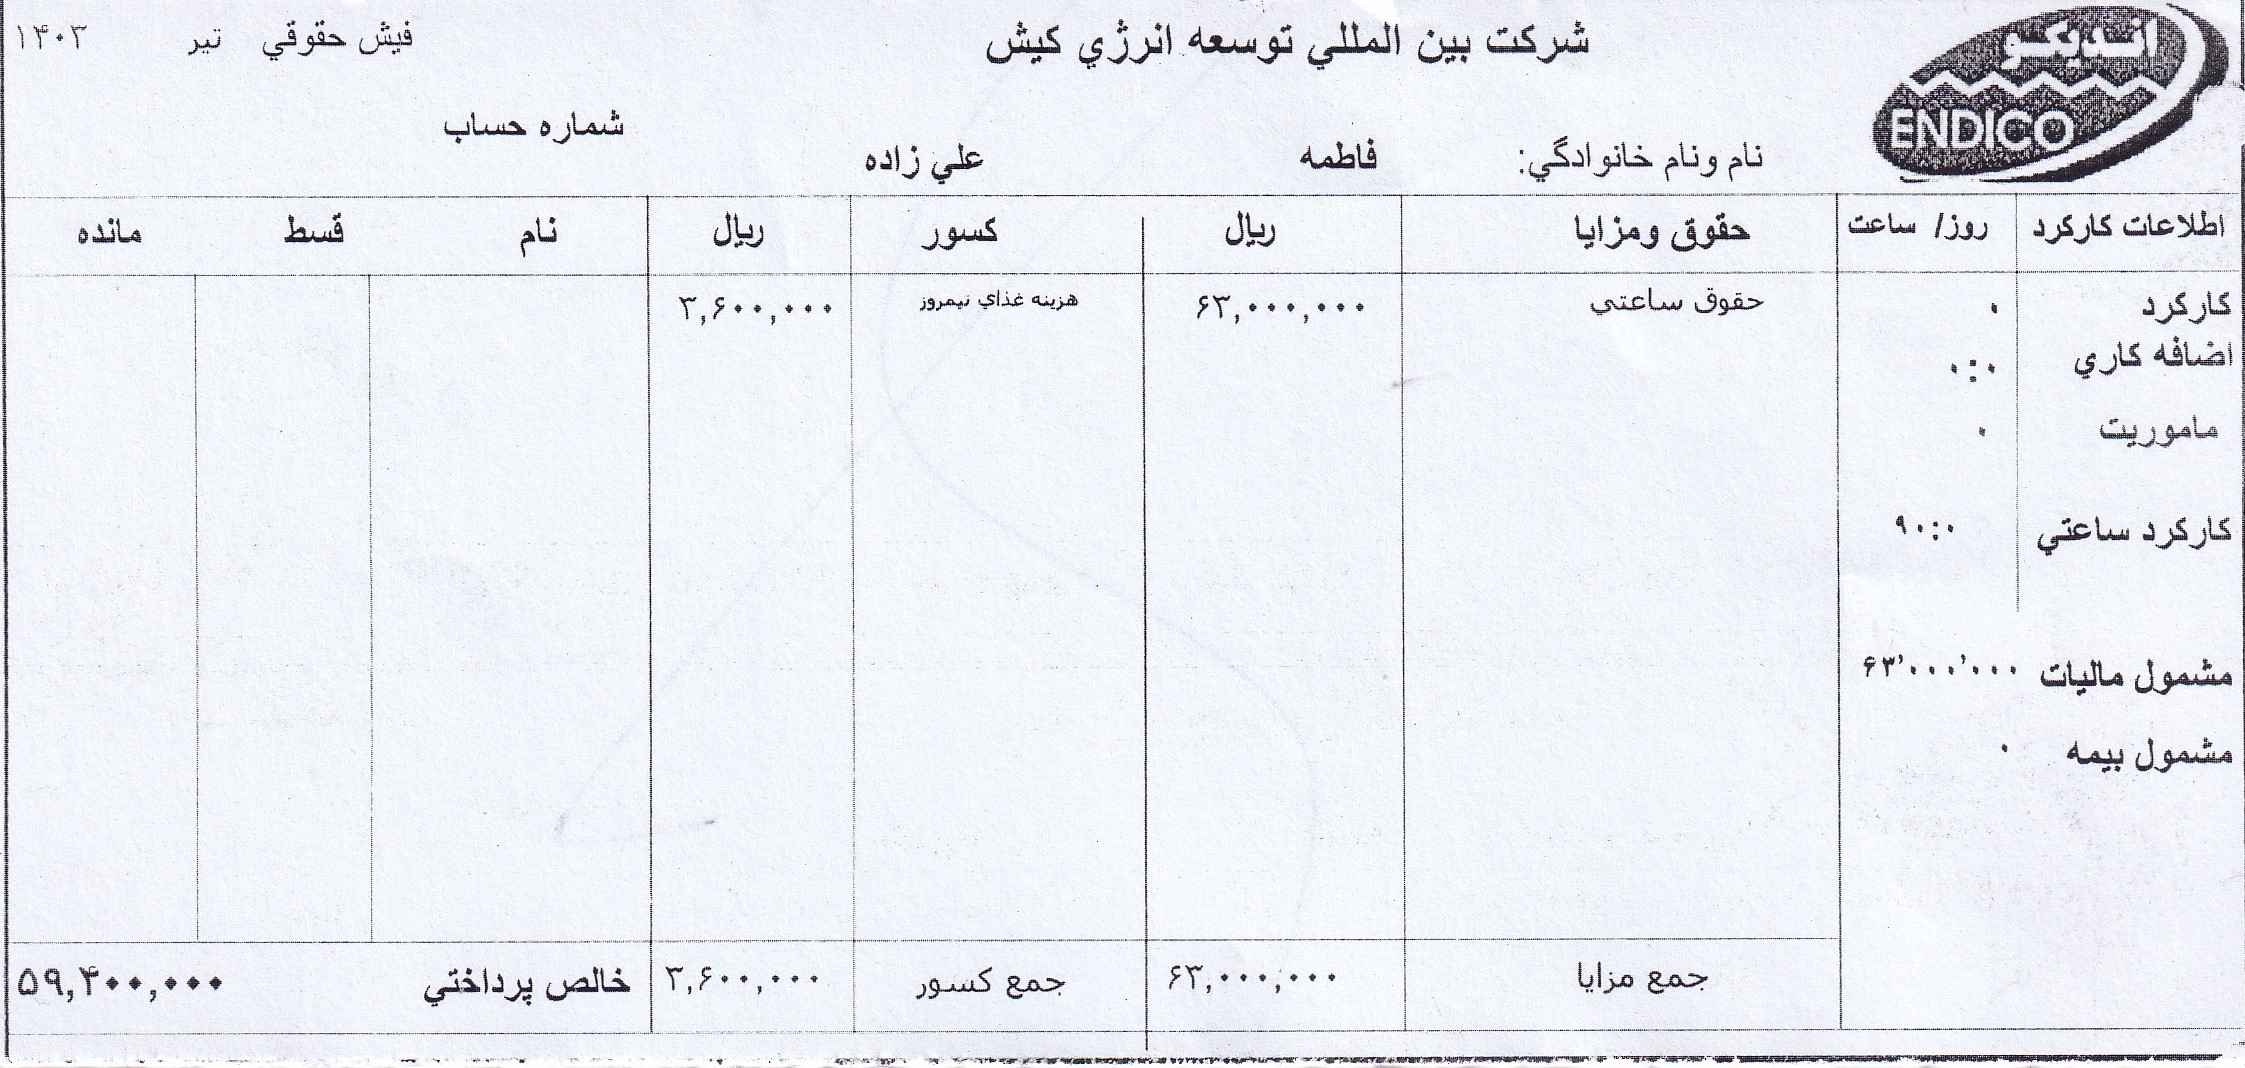 انديكو
ENDICO
شركت بين المللي توسعه انرژي كيش
فيش حقوقي تير ۱۴۰۳
نام ونام خانوادگي: فاطمه علي زاده
شماره حساب
اطلاعات كاركرد روز/ ساعت حقوق ومزايا ريال كسور ريال نام قسط مانده
كاركرد ۰ حقوق ساعتي ۶۳,۰۰۰,۰۰۰ هزينه غذاي نيمروز ۳,۶۰۰,۰۰۰
اضافه كاري ۰:۰
ماموريت ۰
كاركرد ساعتي ۹۰:۰
مشمول ماليات ۶۳٬۰۰۰٬۰۰۰
مشمول بيمه ۰
جمع مزايا ۶۳,۰۰۰,۰۰۰ جمع كسور ۳,۶۰۰,۰۰۰ خالص پرداختي ۵۹,۴۰۰,۰۰۰